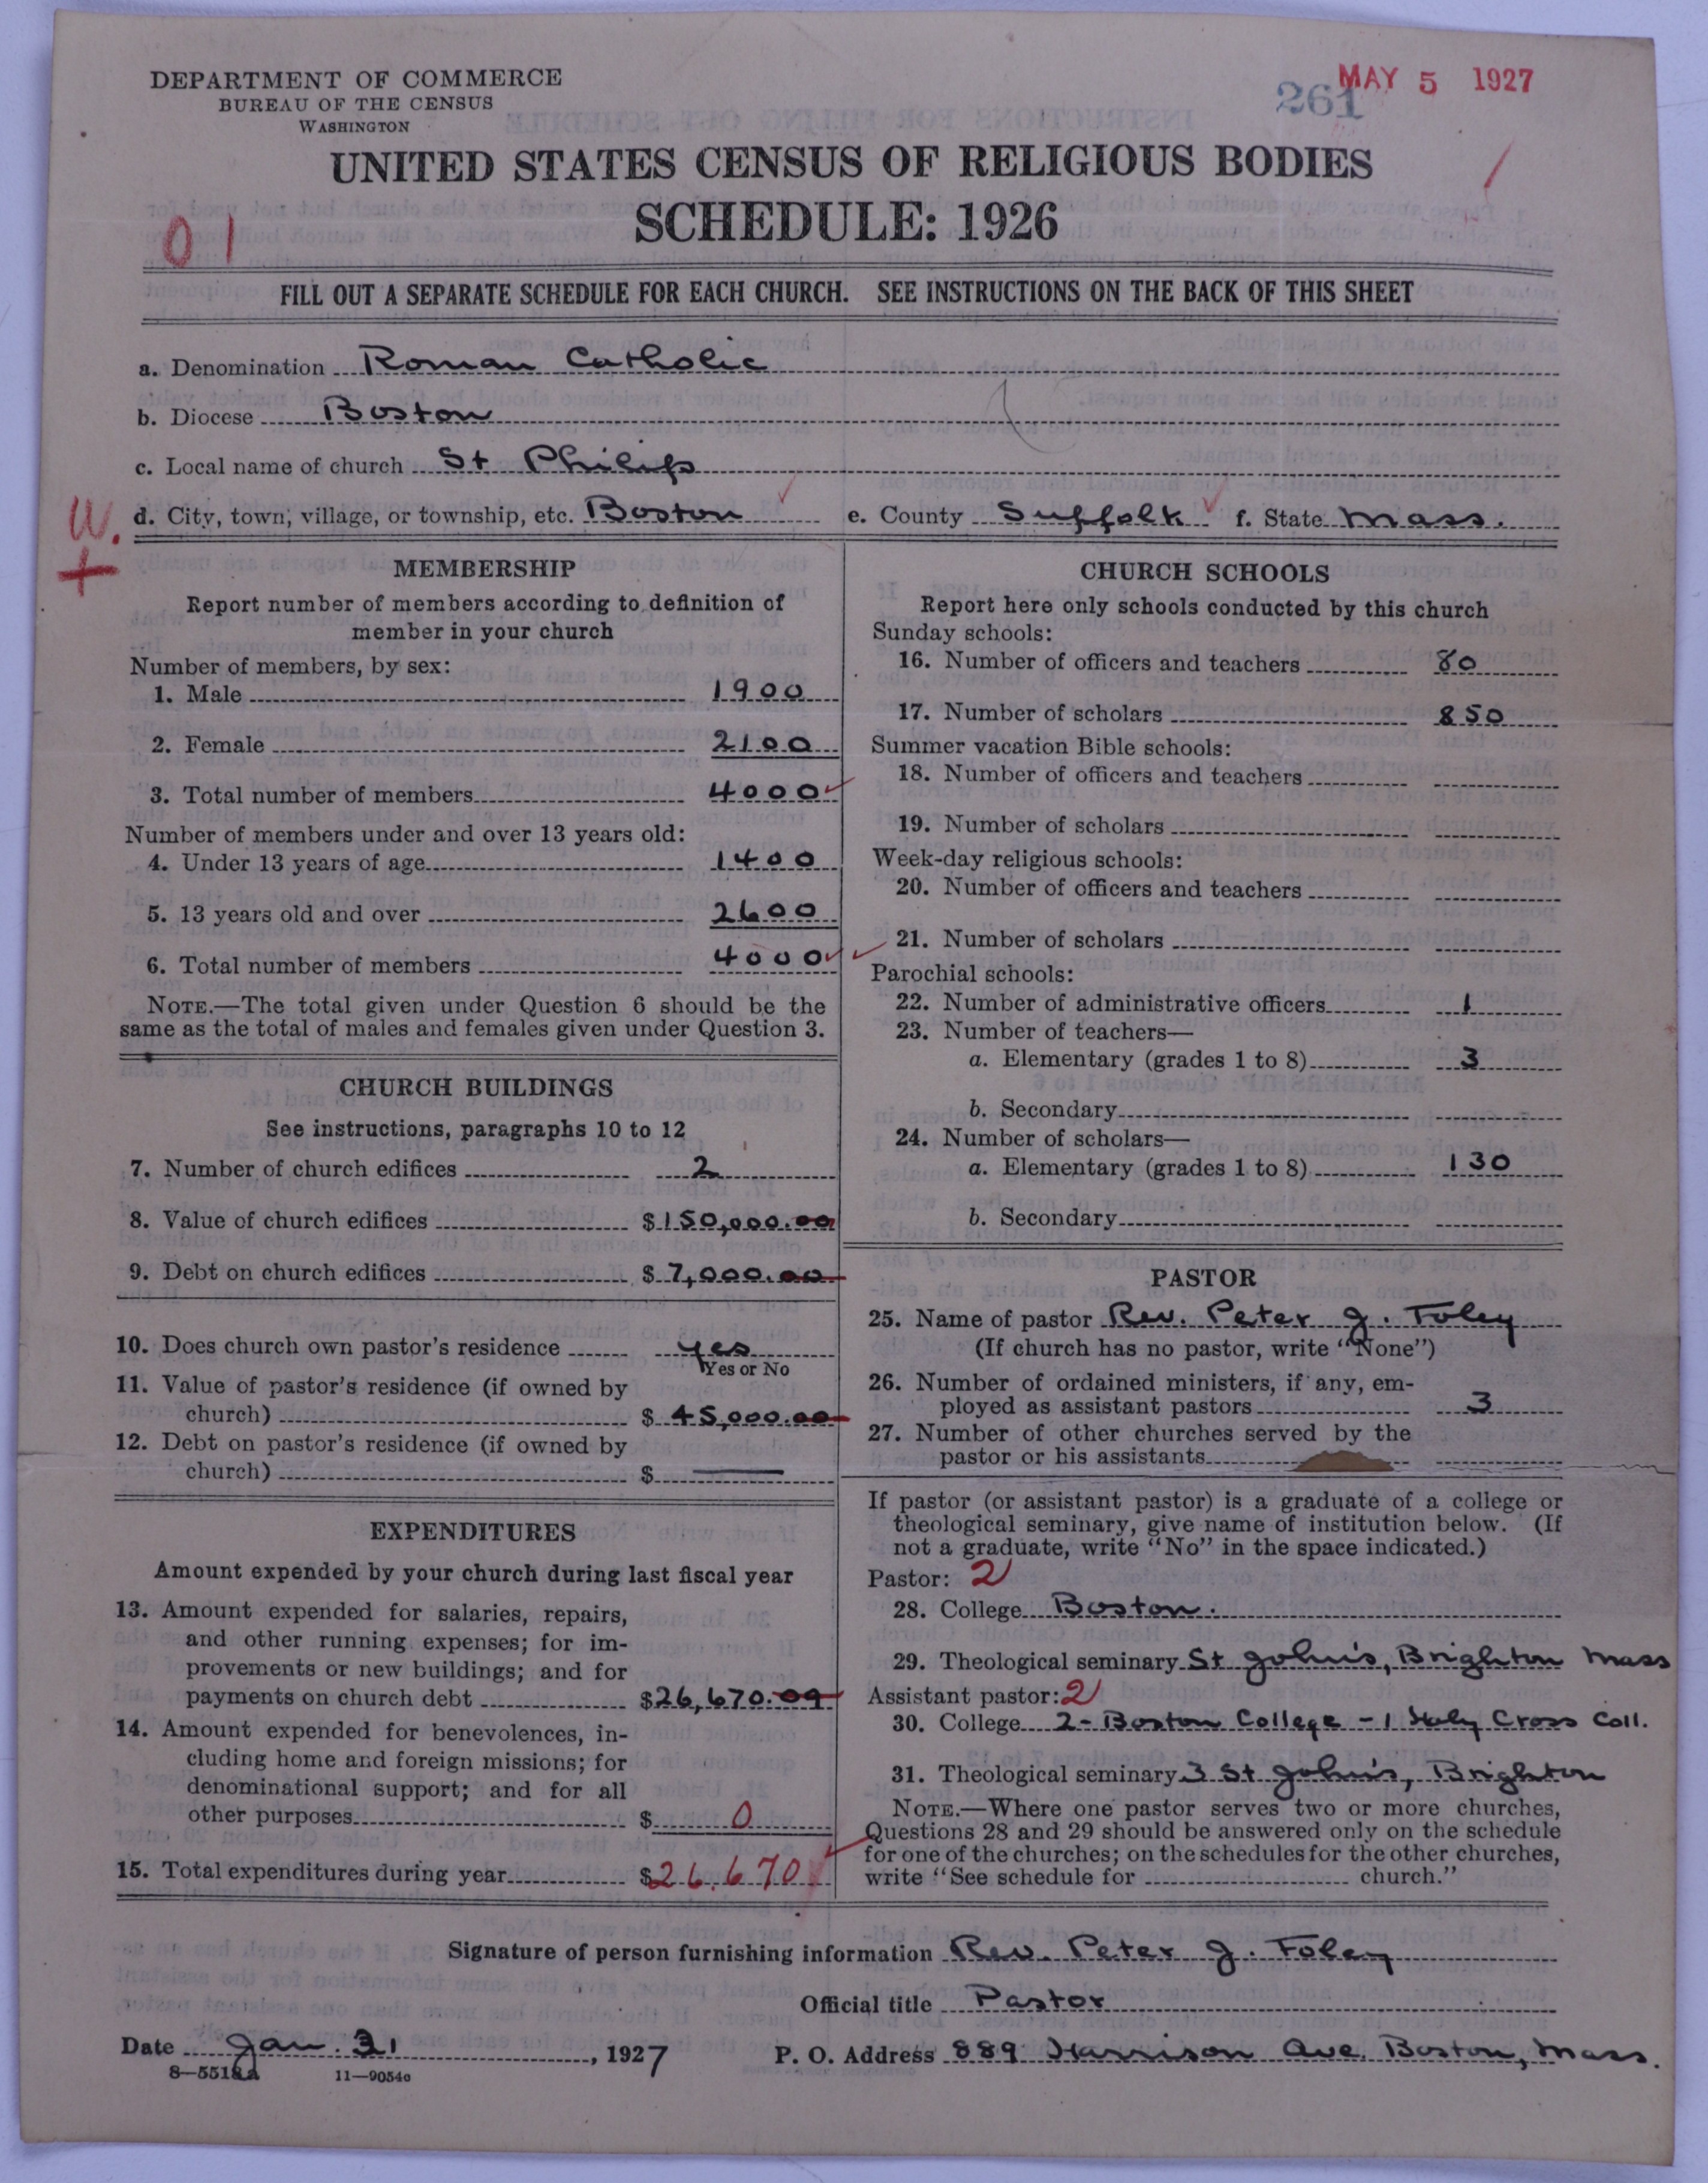 DEPARTMENT OF COMMERCE
BUREAU OF THE CENSUS
WASHINGTON
261
MAY 5 1927
UNITED STATES CENSUS OF RELIGIOUS BODIES
SCHEDULE: 1926
01
FILL OUT A SEPARATE SCHEDULE FOR EACH CHURCH. SEE INSTRUCTIONS ON THE BACK OF THIS SHEET
a. Denomination Roman Catholic
b. Diocese Boston
c. Local name of church St Philips
W. d. City, town, village, or township, etc. Boston e. County Suffolk f. State Mass.
+
MEMBERSHIP
Report number of members according to definition of
member in your church
Number of members, by sex:
1. Male 1900
2. Female 2100
3. Total number of members 4000
Number of members under and over 13 years old:
4. Under 13 years of age 1400
5. 13 years old and over 2600
6. Total number of members 4000
NOTE.—The total given under Question 6 should be the
same as the total of males and females given under Question 3.
CHURCH BUILDINGS
See instructions, paragraphs 10 to 12
7. Number of church edifices 2
8. Value of church edifices $150,000.00
9. Debt on church edifices $7,000.00
10. Does church own pastor's residence yes
Yes or No
11. Value of pastor's residence (if owned by
church) $45,000.00
12. Debt on pastor's residence (if owned by
church) $ —
EXPENDITURES
Amount expended by your church during last fiscal year
13. Amount expended for salaries, repairs,
and other running expenses; for im-
provements or new buildings; and for
payments on church debt $26,670.09
14. Amount expended for benevolences, in-
cluding home and foreign missions; for
denominational support; and for all
other purposes $ 0
15. Total expenditures during year $26,670
CHURCH SCHOOLS
Report here only schools conducted by this church
Sunday schools:
16. Number of officers and teachers 80
17. Number of scholars 850
Summer vacation Bible schools:
18. Number of officers and teachers
19. Number of scholars
Week-day religious schools:
20. Number of officers and teachers
21. Number of scholars
Parochial schools:
22. Number of administrative officers 1
23. Number of teachers—
a. Elementary (grades 1 to 8) 3
b. Secondary
24. Number of scholars—
a. Elementary (grades 1 to 8) 130
b. Secondary
PASTOR
25. Name of pastor Rev. Peter J. Foley
(If church has no pastor, write "None")
26. Number of ordained ministers, if any, em-
ployed as assistant pastors 3
27. Number of other churches served by the
pastor or his assistants
If pastor (or assistant pastor) is a graduate of a college or
theological seminary, give name of institution below. (If
not a graduate, write "No" in the space indicated.)
Pastor: 2
28. College Boston.
29. Theological seminary St John's, Brighton Mass
Assistant pastor: 2
30. College 2- Boston College - 1 Holy Cross Coll.
31. Theological seminary 3 St John's, Brighton
NOTE.—Where one pastor serves two or more churches,
Questions 28 and 29 should be answered only on the schedule
for one of the churches; on the schedules for the other churches,
write "See schedule for church."
Signature of person furnishing information Rev. Peter J. Foley
Official title Pastor
Date Jan. 31, 1927 P. O. Address 889 Harrison Ave. Boston, Mass.
8—5518a 11—9054c